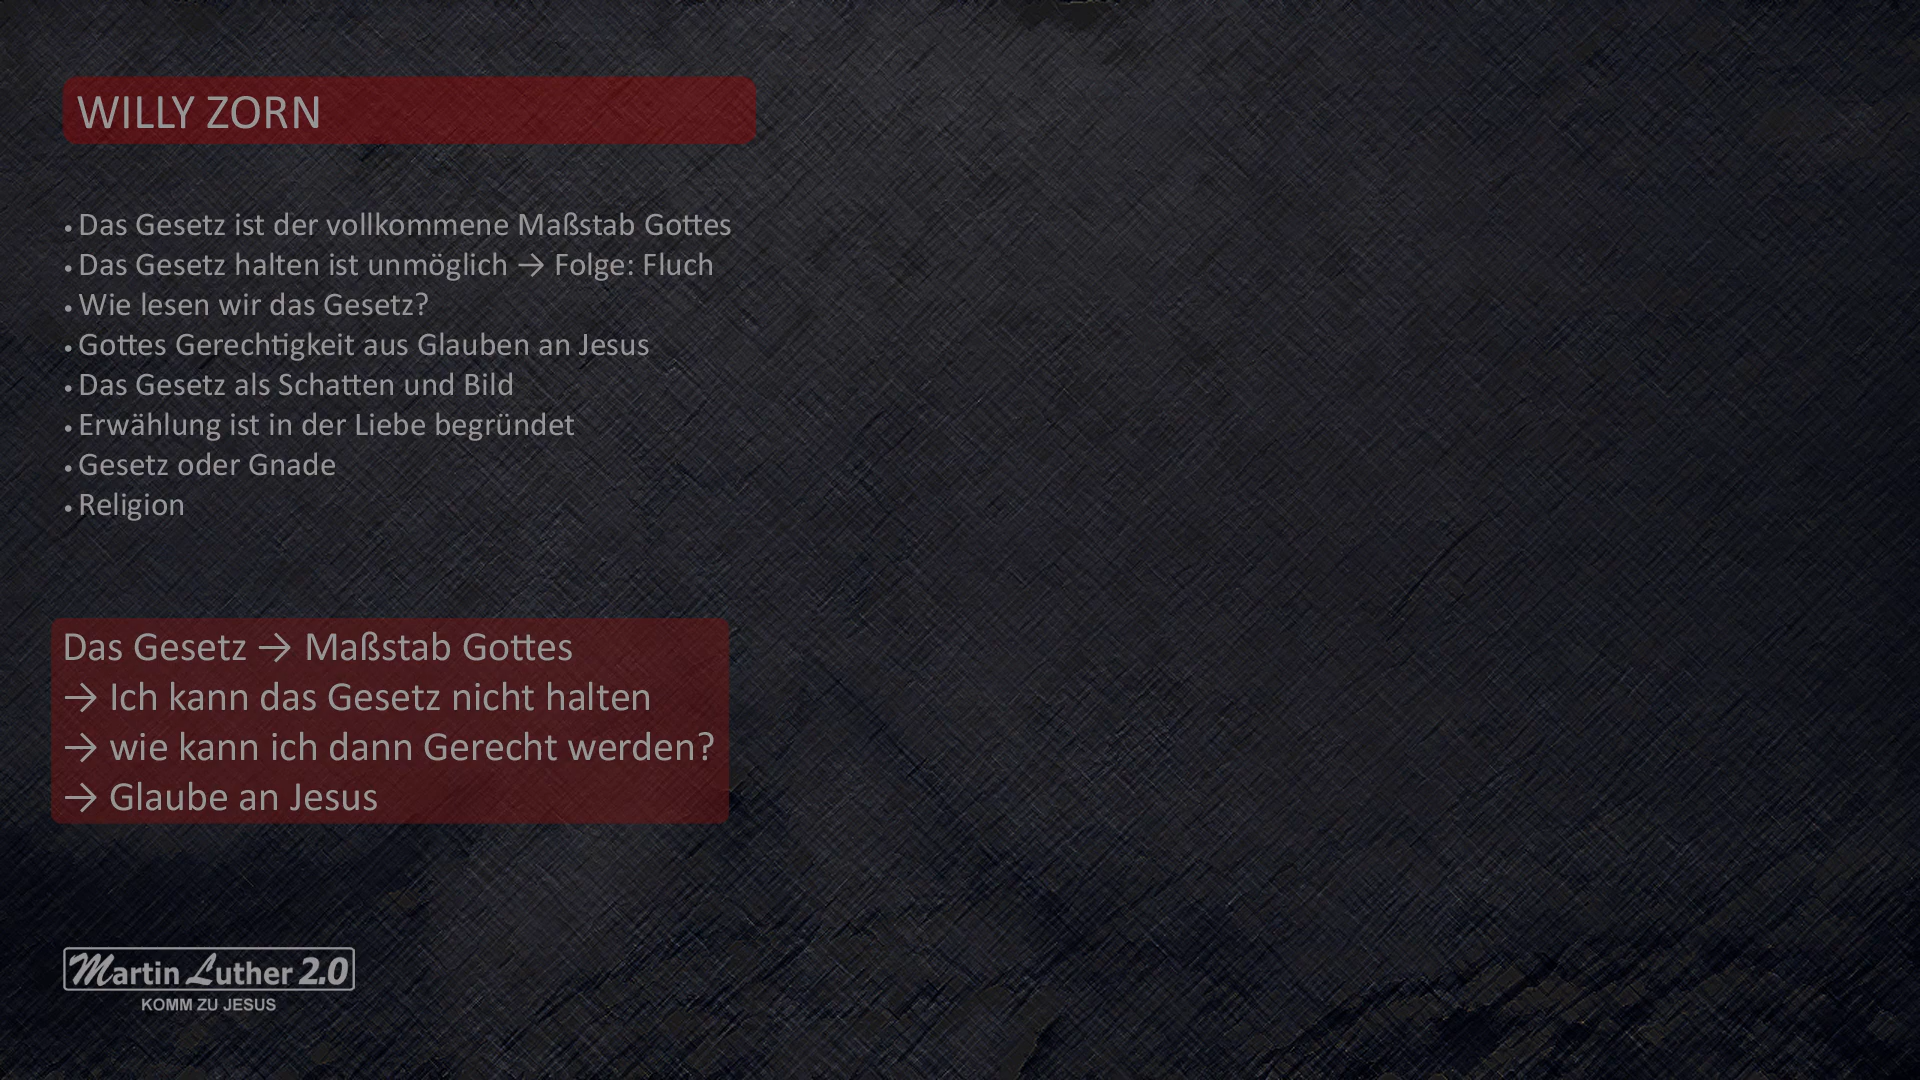 WILLY ZORN
• Das Gesetz ist der vollkommene Maßstab Gottes
• Das Gesetz halten ist unmöglich → Folge: Fluch
• Wie lesen wir das Gesetz?
• Gottes Gerechtigkeit aus Glauben an Jesus
• Das Gesetz als Schatten und Bild
• Erwählung ist in der Liebe begründet
• Gesetz oder Gnade
• Religion
Das Gesetz → Maßstab Gottes
→ Ich kann das Gesetz nicht halten
→ wie kann ich dann Gerecht werden?
→ Glaube an Jesus
Martin Luther 2.0
KOMM ZU JESUS